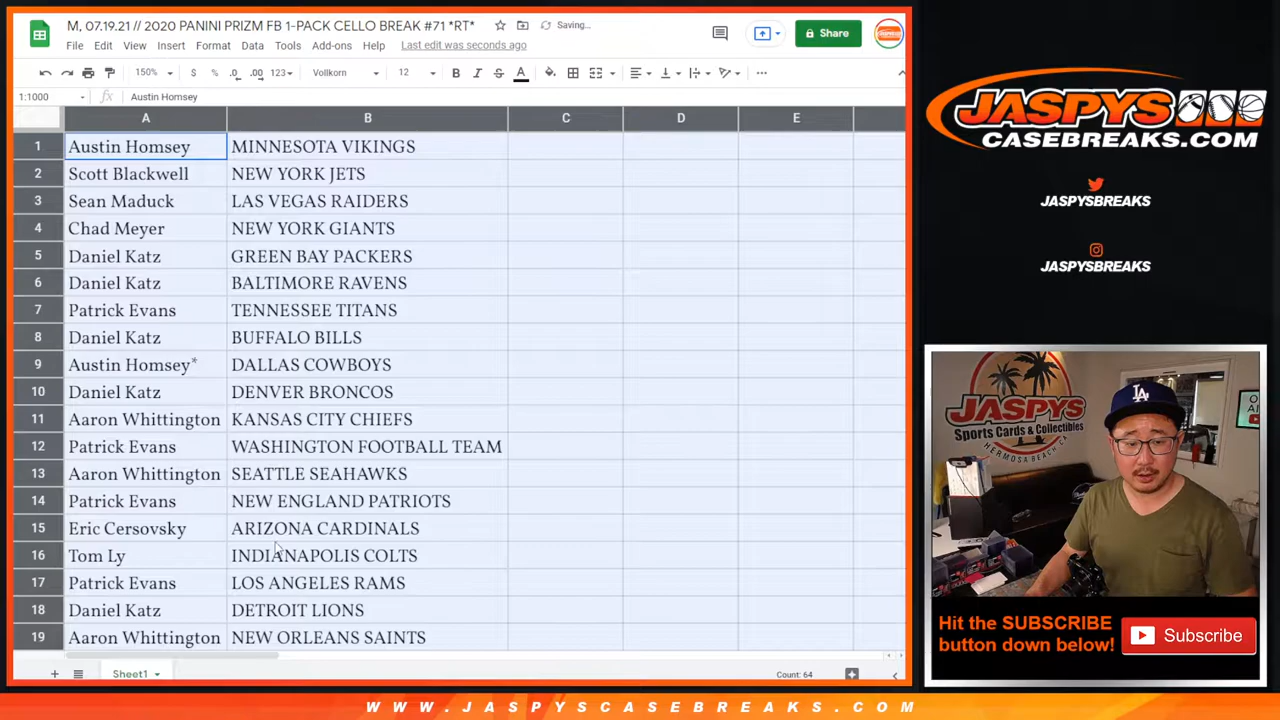 M, 07.19.21 // 2020 PANINI PRIZM FB 1-PACK CELLO BREAK #71 *RT*
Saving...
File Edit View Insert Format Data Tools Add-ons Help Last edit was seconds ago
Share
150% $ % .0 .00 123 Vollkorn 12 B I S A
1:1000 fx Austin Homsey
A B C D E
1 Austin Homsey MINNESOTA VIKINGS
2 Scott Blackwell NEW YORK JETS
3 Sean Maduck LAS VEGAS RAIDERS
4 Chad Meyer NEW YORK GIANTS
5 Daniel Katz GREEN BAY PACKERS
6 Daniel Katz BALTIMORE RAVENS
7 Patrick Evans TENNESSEE TITANS
8 Daniel Katz BUFFALO BILLS
9 Austin Homsey* DALLAS COWBOYS
10 Daniel Katz DENVER BRONCOS
11 Aaron Whittington KANSAS CITY CHIEFS
12 Patrick Evans WASHINGTON FOOTBALL TEAM
13 Aaron Whittington SEATTLE SEAHAWKS
14 Patrick Evans NEW ENGLAND PATRIOTS
15 Eric Cersovsky ARIZONA CARDINALS
16 Tom Ly INDIANAPOLIS COLTS
17 Patrick Evans LOS ANGELES RAMS
18 Daniel Katz DETROIT LIONS
19 Aaron Whittington NEW ORLEANS SAINTS
Sheet1
Count: 64
JASPYS
CASEBREAKS.COM
JASPYSBREAKS
JASPYSBREAKS
JASPYS
Sports Cards & Collectibles
HERMOSA BEACH, CA
LA
Hit the SUBSCRIBE
button down below!
Subscribe
WWW.JASPYSCASEBREAKS.COM